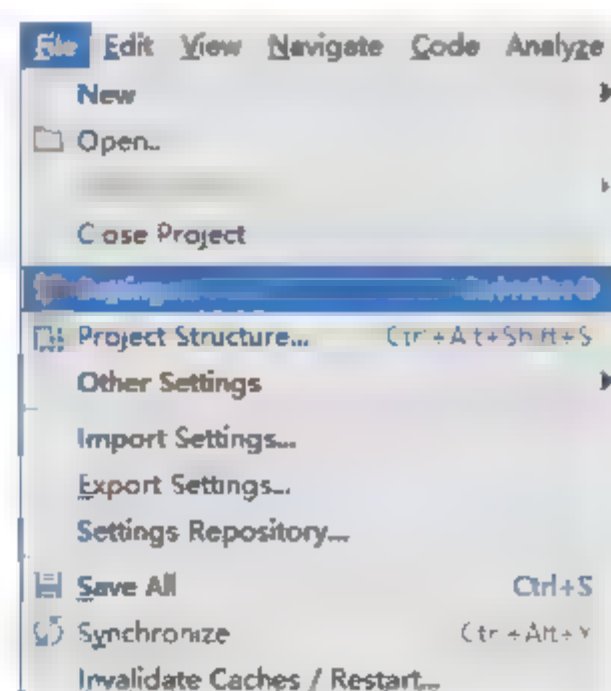 File Edit View Navigate Code Analyze
New
Open...
Close Project
Project Structure... Ctrl+Alt+Shift+S
Other Settings
Import Settings...
Export Settings...
Settings Repository...
Save All Ctrl+S
Synchronize Ctrl+Alt+Y
Invalidate Caches / Restart...